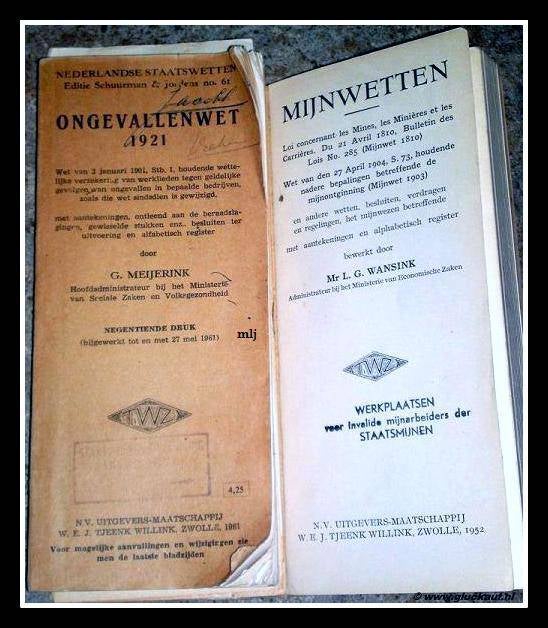 NEDERLANDSE STAATSWETTEN
Editie Schuurman & Jordens no. 61
ONGEVALLENWET
1921
Wet van 2 januari 1901, Stb. 1, houdende wette-
lijke verzekering van werklieden tegen geldelijke
gevolgen van ongevallen in bepaalde bedrijven,
zoals die wet sindsdien is gewijzigd.
met aantekeningen, ontleend aan de beraadsla-
gingen, gewisselde stukken enz. besluiten ter
uitvoering en alfabetisch register
door
G. MEIJERINK
Hoofdadministrateur bij het Ministerie
van Sociale Zaken en Volksgezondheid
NEGENTIENDE DRUK
(bijgewerkt tot en met 27 mei 1961)
mlj
TWZ
4,25
N.V. UITGEVERS-MAATSCHAPPIJ
W. E. J. TJEENK WILLINK, ZWOLLE, 1961
Voor mogelijke aanvullingen en wijzigingen zie
men de laatste bladzijden
MIJNWETTEN
Loi concernant les Mines, les Minières et les
Carrières. Du 21 Avril 1810, Bulletin des
Lois No. 285 (Mijnwet 1810)
Wet van den 27 April 1904, S. 73, houdende
nadere bepalingen betreffende de
mijnontginning (Mijnwet 1903)
en andere wetten, besluiten, verdragen
en regelingen, het mijnwezen betreffende
met aantekeningen en alphabetisch register
bewerkt door
Mr L. G. WANSINK
Administrateur bij het Ministerie van Economische Zaken
TWZ
WERKPLAATSEN
voor Invalide mijnarbeiders der
STAATSMIJNEN
N.V. UITGEVERS-MAATSCHAPPIJ
W. E. J. TJEENK WILLINK, ZWOLLE, 1952
© www.gluckauf.nl